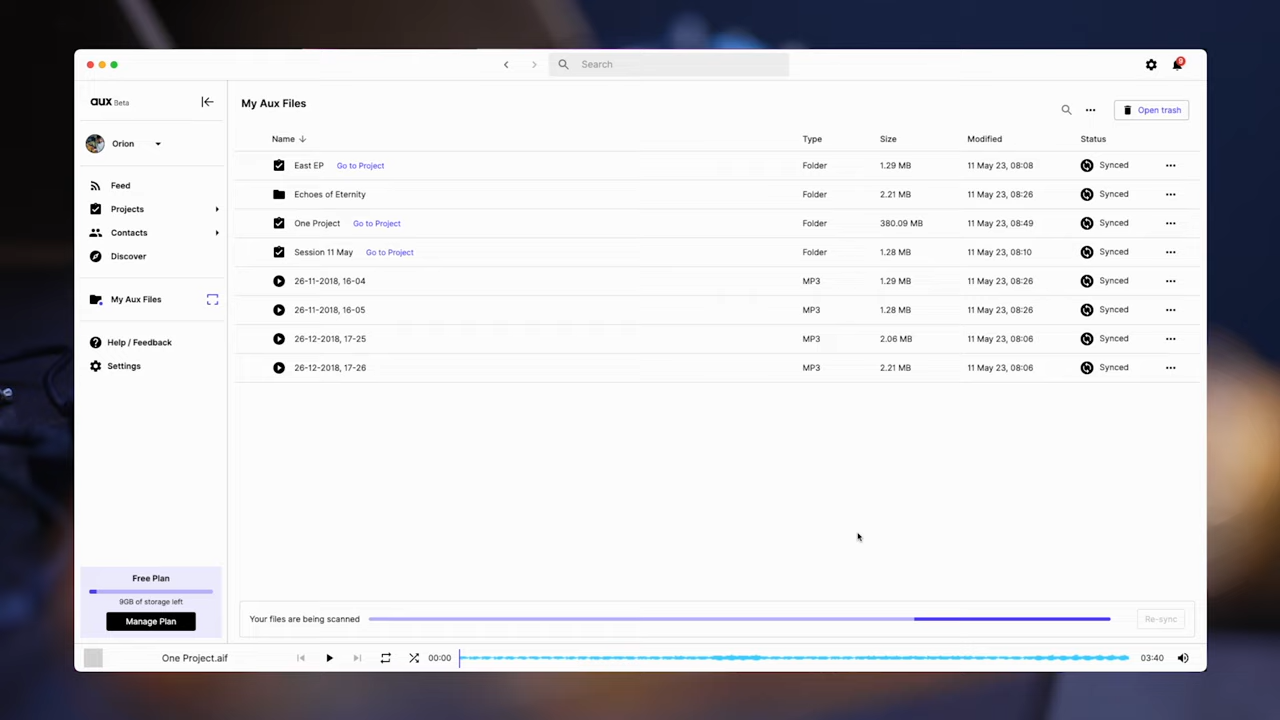 Search
9
aux Beta
My Aux Files
Open trash
Orion
Name Type Size Modified Status
East EP Go to Project Folder 1.29 MB 11 May 23, 08:08 Synced
Echoes of Eternity Folder 2.21 MB 11 May 23, 08:26 Synced
One Project Go to Project Folder 380.09 MB 11 May 23, 08:49 Synced
Session 11 May Go to Project Folder 1.28 MB 11 May 23, 08:10 Synced
26-11-2018, 16-04 MP3 1.29 MB 11 May 23, 08:26 Synced
26-11-2018, 16-05 MP3 1.28 MB 11 May 23, 08:26 Synced
26-12-2018, 17-25 MP3 2.06 MB 11 May 23, 08:06 Synced
26-12-2018, 17-26 MP3 2.21 MB 11 May 23, 08:06 Synced
Feed
Projects
Contacts
Discover
My Aux Files
Help / Feedback
Settings
Free Plan
9GB of storage left
Manage Plan
Your files are being scanned Re-sync
One Project.aif 00:00 03:40